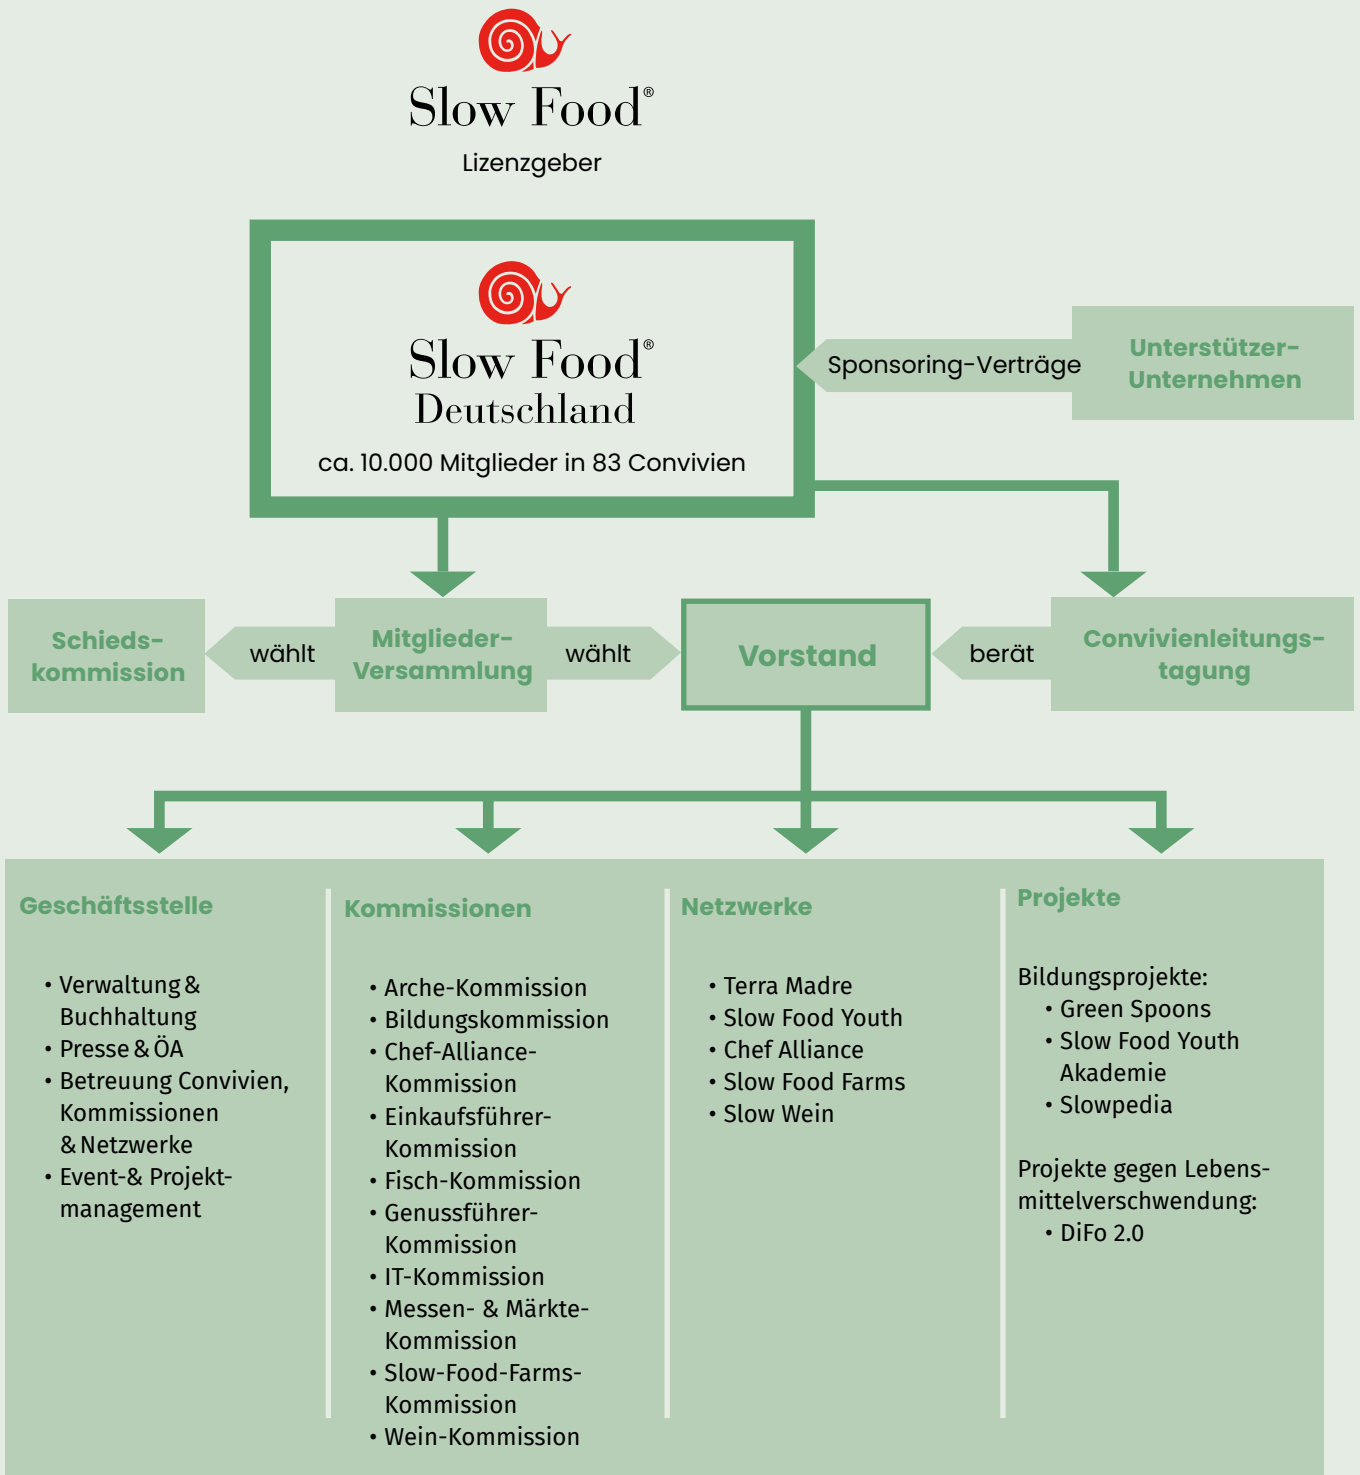 Slow Food®
Lizenzgeber
Slow Food®
Deutschland
ca. 10.000 Mitglieder in 83 Convivien
Sponsoring-Verträge
Unterstützer-
Unternehmen
Schieds-
kommission
wählt
Mitglieder-
Versammlung
wählt
Vorstand
berät
Convivienleitungs-
tagung
Geschäftsstelle
• Verwaltung &
Buchhaltung
• Presse & ÖA
• Betreuung Convivien,
Kommissionen
& Netzwerke
• Event-& Projekt-
management
Kommissionen
• Arche-Kommission
• Bildungskommission
• Chef-Alliance-
Kommission
• Einkaufsführer-
Kommission
• Fisch-Kommission
• Genussführer-
Kommission
• IT-Kommission
• Messen- & Märkte-
Kommission
• Slow-Food-Farms-
Kommission
• Wein-Kommission
Netzwerke
• Terra Madre
• Slow Food Youth
• Chef Alliance
• Slow Food Farms
• Slow Wein
Projekte
Bildungsprojekte:
• Green Spoons
• Slow Food Youth
Akademie
• Slowpedia
Projekte gegen Lebens-
mittelverschwendung:
• DiFo 2.0